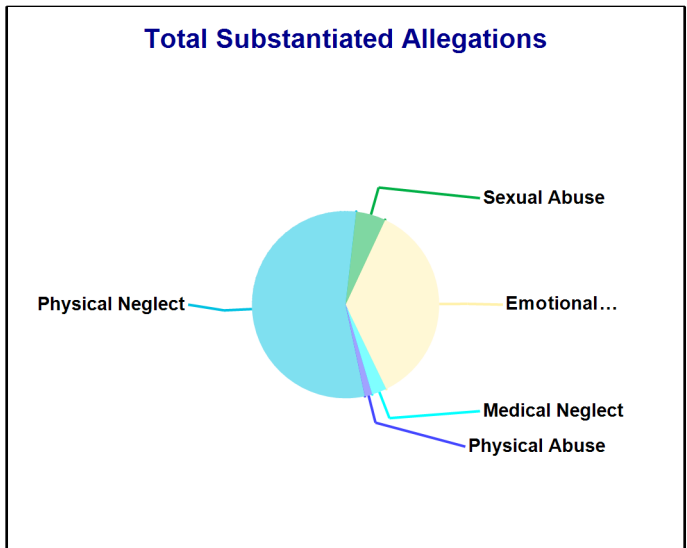 Total Substantiated Allegations
Sexual Abuse
Physical Neglect
Emotional…
Medical Neglect
Physical Abuse